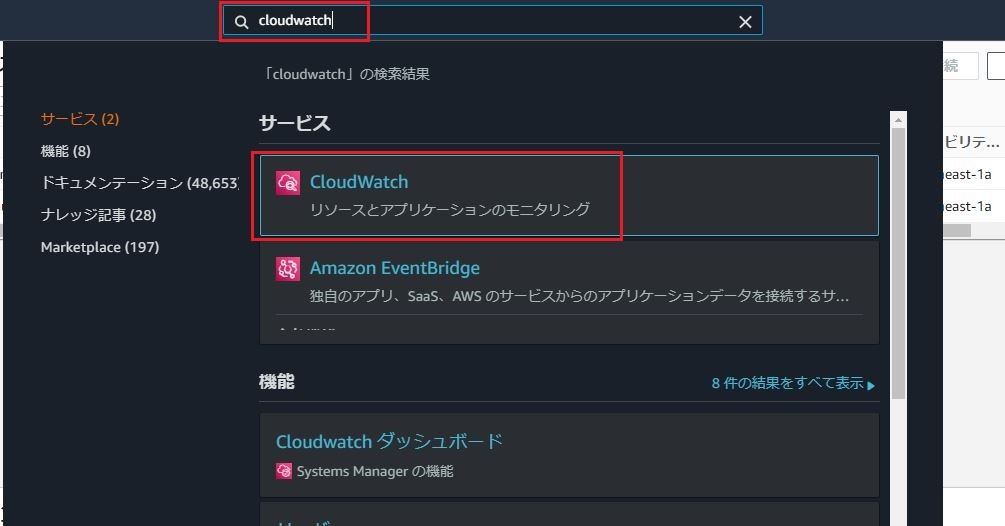 cloudwatch
「cloudwatch」の検索結果
サービス (2)
機能 (8)
ドキュメンテーション (48,653)
ナレッジ記事 (28)
Marketplace (197)
サービス
CloudWatch
リソースとアプリケーションのモニタリング
Amazon EventBridge
独自のアプリ、SaaS、AWS のサービスからのアプリケーションデータを接続するサ...
機能
8 件の結果をすべて表示
Cloudwatch ダッシュボード
Systems Manager の機能
続
ビリテ...
east-1a
east-1a